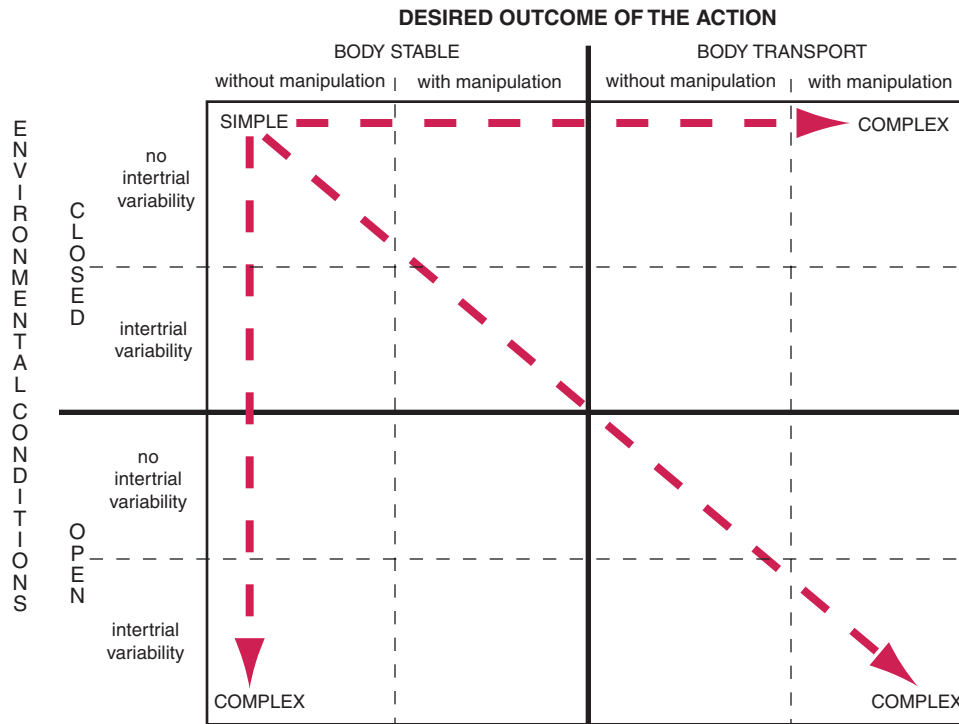 DESIRED OUTCOME OF THE ACTION
BODY STABLE
BODY TRANSPORT
without manipulation
with manipulation
without manipulation
with manipulation
ENVIRONMENTAL CONDITIONS
CLOSED
no
intertrial
variability
SIMPLE
COMPLEX
intertrial
variability
OPEN
no
intertrial
variability
intertrial
variability
COMPLEX
COMPLEX